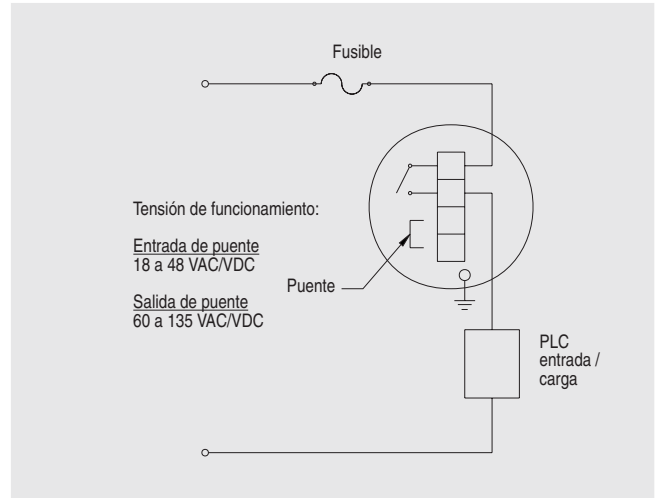 Fusible
Tensión de funcionamiento:
Entrada de puente
18 a 48 VAC/VDC
Salida de puente
60 a 135 VAC/VDC
Puente
PLC
entrada /
carga